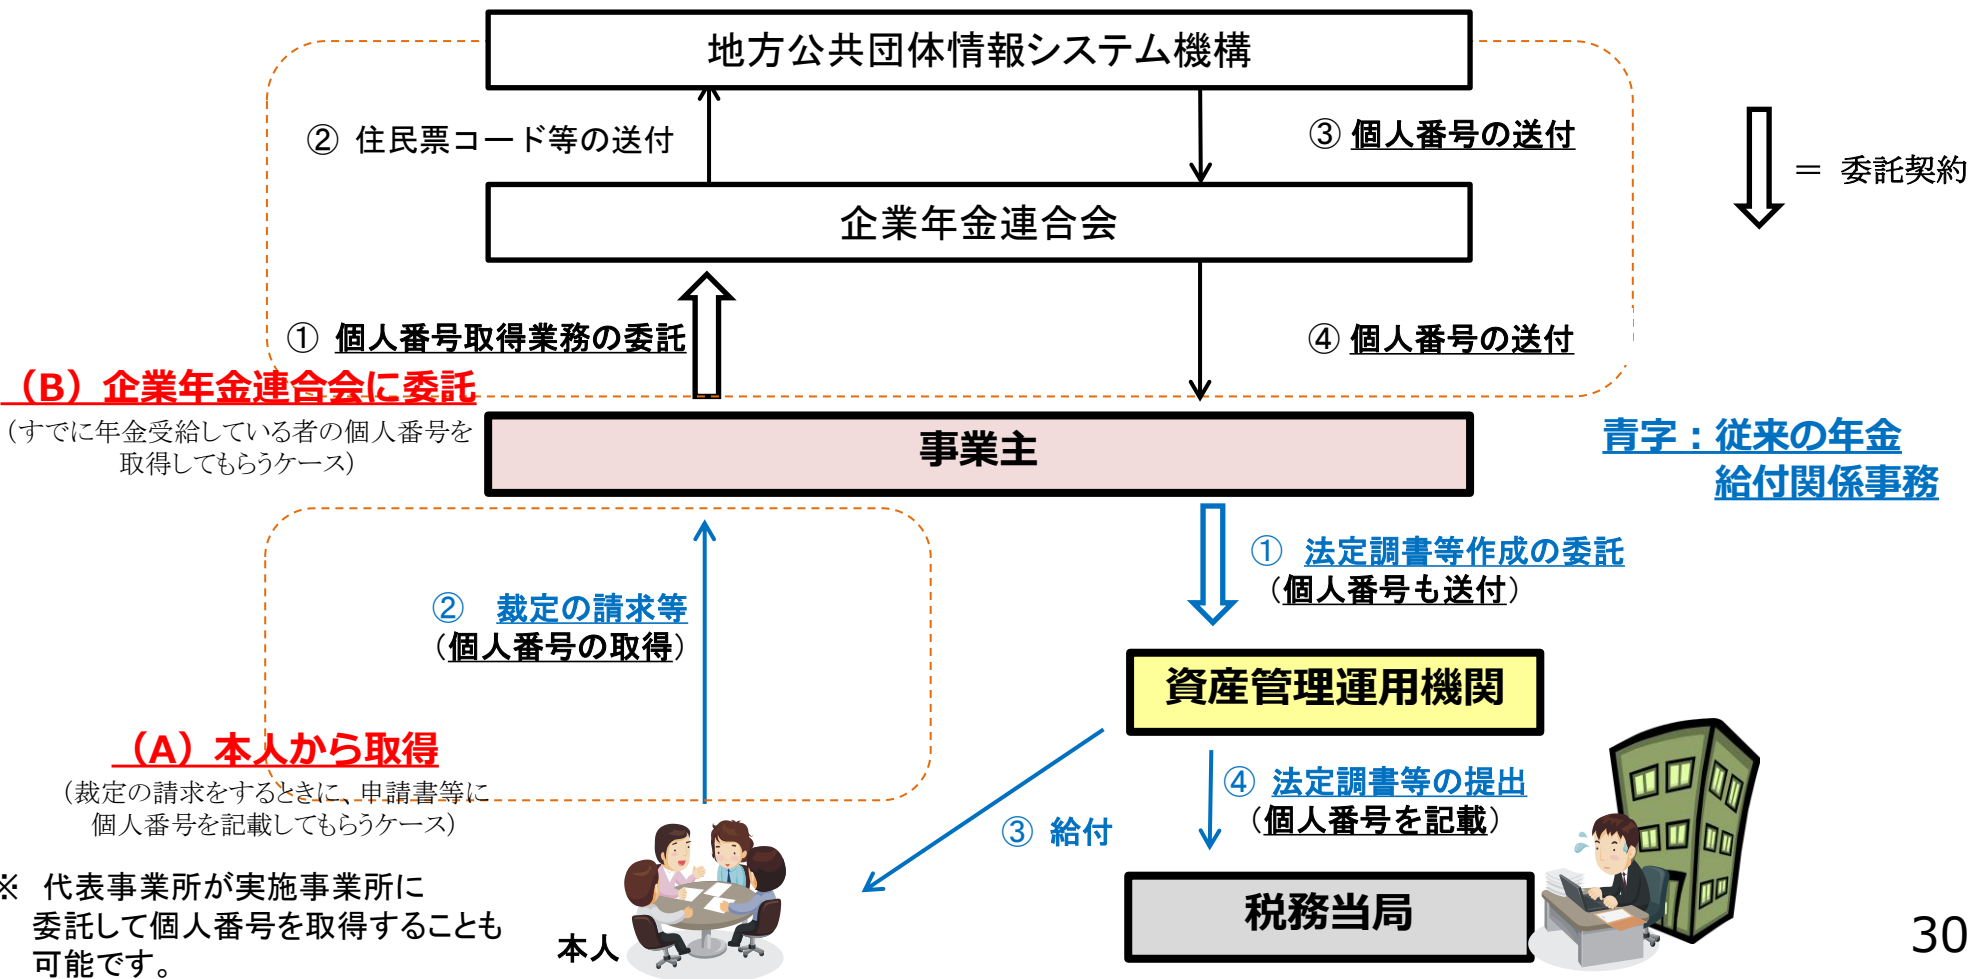 地方公共団体情報システム機構
② 住民票コード等の送付
③ 個人番号の送付
＝ 委託契約
企業年金連合会
① 個人番号取得業務の委託
④ 個人番号の送付
（B）企業年金連合会に委託
（すでに年金受給している者の個人番号を
取得してもらうケース）
事業主
青字：従来の年金
給付関係事務
① 法定調書等作成の委託
（個人番号も送付）
② 裁定の請求等
（個人番号の取得）
資産管理運用機関
（A）本人から取得
（裁定の請求をするときに、申請書等に
個人番号を記載してもらうケース）
④ 法定調書等の提出
（個人番号を記載）
③ 給付
※ 代表事業所が実施事業所に
委託して個人番号を取得することも
可能です。
本人
税務当局
30